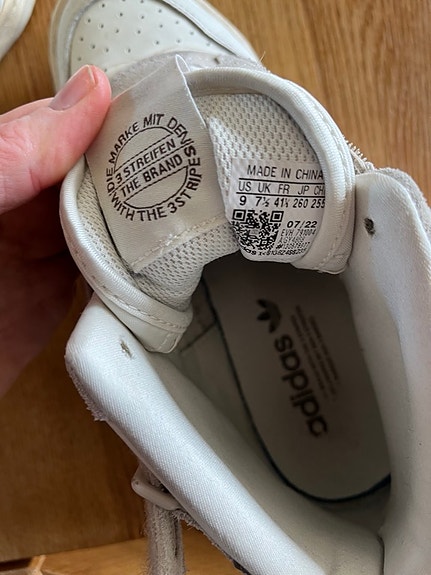 DIE MARKE MIT DEN
3 STREIFEN
THE BRAND
WITH THE 3 STRIPES
MADE IN CHINA
US UK FR JP CH
9 7½ 41⅓ 260 255
07/22
adidas